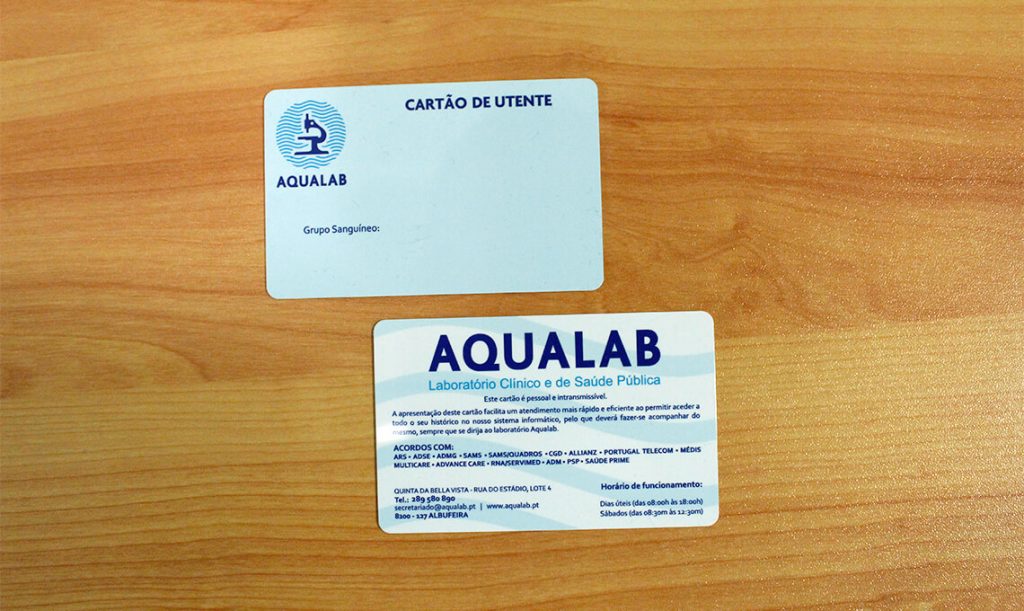 CARTÃO DE UTENTE
AQUALAB
Grupo Sanguíneo:
AQUALAB
Laboratório Clínico e de Saúde Pública
Este cartão é pessoal e intransmissível.
A apresentação deste cartão facilita um atendimento mais rápido e eficiente ao permitir aceder a
todo o seu histórico no nosso sistema informático, pelo que deverá fazer-se acompanhar do
mesmo, sempre que se dirija ao laboratório Aqualab.
ACORDOS COM:
ARS • ADSE • ADMG • SAMS • SAMS/QUADROS • CGD • ALLIANZ • PORTUGAL TELECOM • MÉDIS
MULTICARE • ADVANCE CARE • RNA/SERVIMED • ADM • PSP • SAÚDE PRIME
QUINTA DA BELLA VISTA - RUA DO ESTÁDIO, LOTE 4
Tel.: 289 580 890
secretariado@aqualab.pt | www.aqualab.pt
8200 - 127 ALBUFEIRA
Horário de funcionamento:
Dias úteis (das 08:00h às 18:00h)
Sábados (das 08:30m às 12:30m)